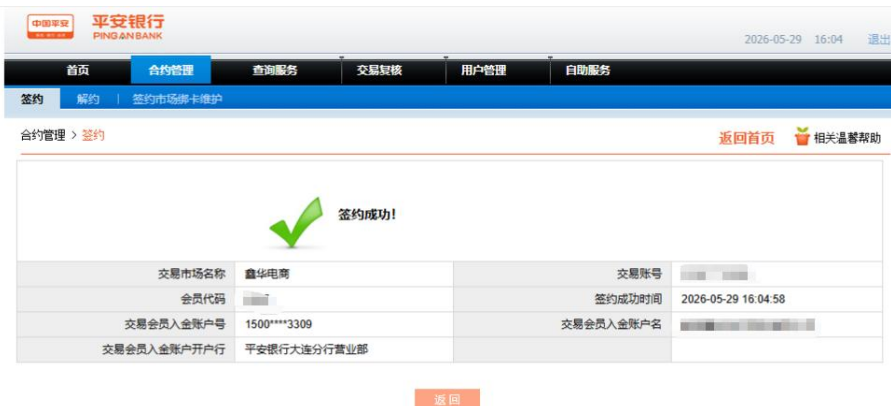 中国平安
平安银行
PING AN BANK
2026-05-29 16:04 退出
首页 合约管理 查询服务 交易复核 用户管理 自助服务
签约 解约 | 签约市场绑卡维护
合约管理 > 签约
返回首页 相关温馨帮助
签约成功!
交易市场名称 鑫华电商 交易账号
会员代码 签约成功时间 2026-05-29 16:04:58
交易会员入金账户号 1500****3309 交易会员入金账户名
交易会员入金账户开户行 平安银行大连分行营业部
返回